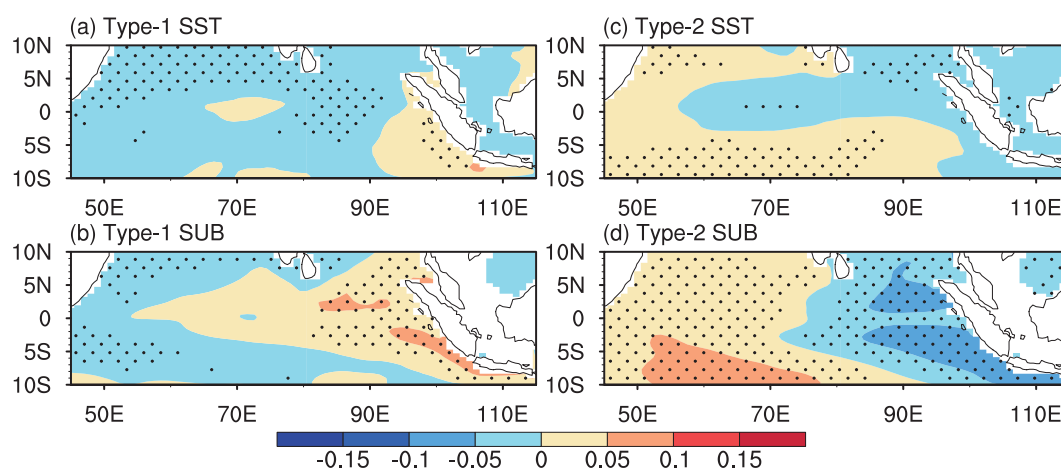 (a) Type-1 SST
(c) Type-2 SST
10N
5N
0
5S
10S
50E 70E 90E 110E
10N
5N
0
5S
10S
50E 70E 90E 110E
(b) Type-1 SUB
(d) Type-2 SUB
10N
5N
0
5S
10S
50E 70E 90E 110E
10N
5N
0
5S
10S
50E 70E 90E 110E
-0.15 -0.1 -0.05 0 0.05 0.1 0.15